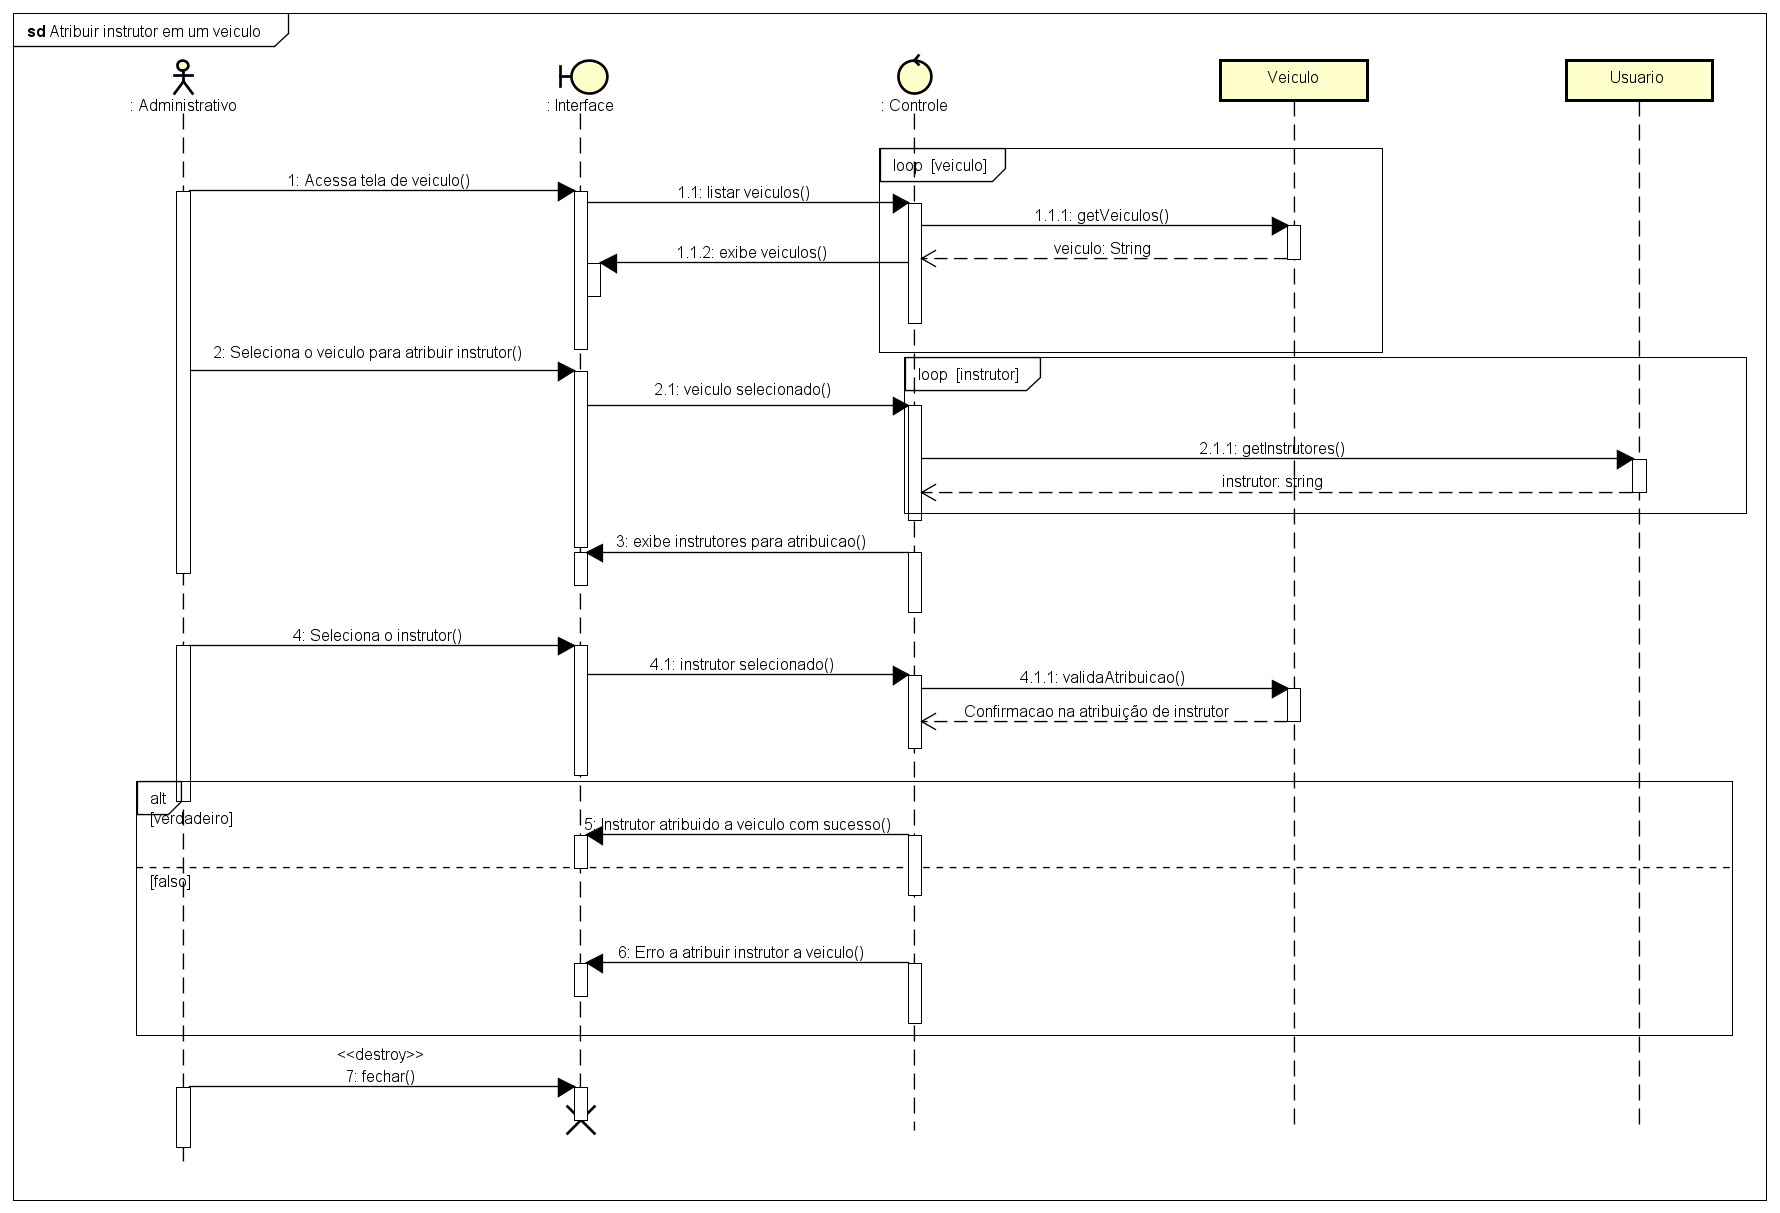 sd Atribuir instrutor em um veiculo
: Administrativo
: Interface
: Controle
Veiculo
Usuario
loop [veiculo]
1: Acessa tela de veiculo()
1.1: listar veiculos()
1.1.1: getVeiculos()
veiculo: String
1.1.2: exibe veiculos()
2: Seleciona o veiculo para atribuir instrutor()
loop [instrutor]
2.1: veiculo selecionado()
2.1.1: getInstrutores()
instrutor: string
3: exibe instrutores para atribuicao()
4: Seleciona o instrutor()
4.1: instrutor selecionado()
4.1.1: validaAtribuicao()
Confirmacao na atribuição de instrutor
alt
[verdadeiro]
5: Instrutor atribuido a veiculo com sucesso()
[falso]
6: Erro a atribuir instrutor a veiculo()
<<destroy>>
7: fechar()